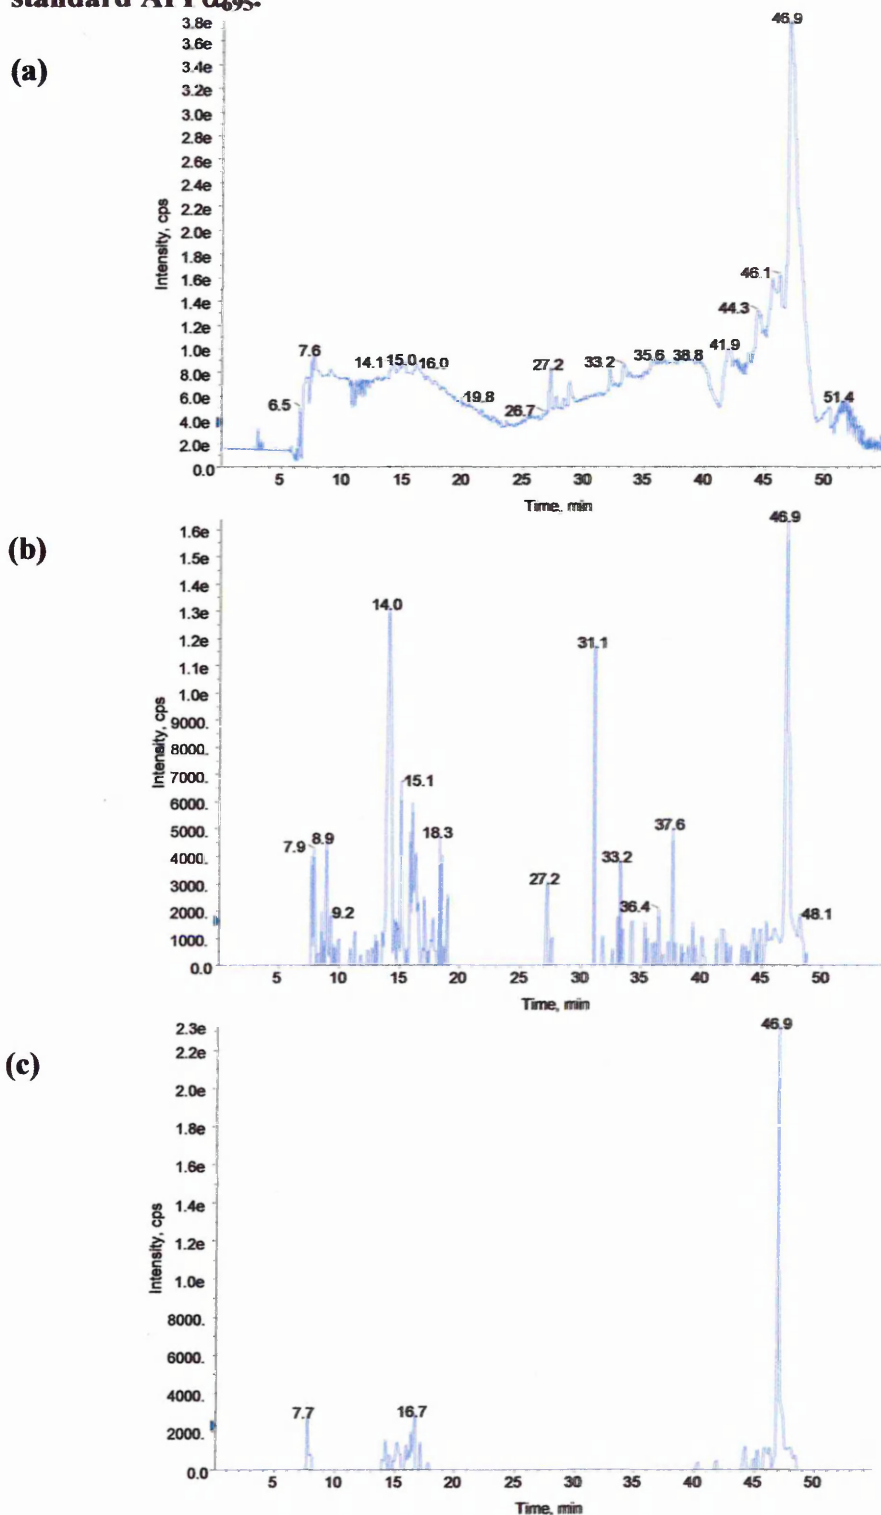 standard APPα695.
(a)
3.8e
3.6e
3.4e
3.2e
3.0e
2.8e
2.6e
2.4e
2.2e
2.0e
1.8e
1.6e
1.4e
1.2e
1.0e
8.0e
6.0e
4.0e
2.0e
0.0
Intensity, cps
6.5
7.6
14.1
15.0
16.0
19.8
26.7
27.2
33.2
35.6
38.8
41.9
44.3
46.1
46.9
51.4
5 10 15 20 25 30 35 40 45 50
Time, min
(b)
1.6e
1.5e
1.4e
1.3e
1.2e
1.1e
1.0e
9000.
8000.
7000.
6000.
5000.
4000.
3000.
2000.
1000.
0.0
Intensity, cps
7.9
8.9
9.2
14.0
15.1
18.3
27.2
31.1
33.2
36.4
37.6
46.9
48.1
5 10 15 20 25 30 35 40 45 50
Time, min
(c)
2.3e
2.2e
2.0e
1.8e
1.6e
1.4e
1.2e
1.0e
8000.
6000.
4000.
2000.
0.0
Intensity, cps
7.7
16.7
46.9
5 10 15 20 25 30 35 40 45 50
Time, min